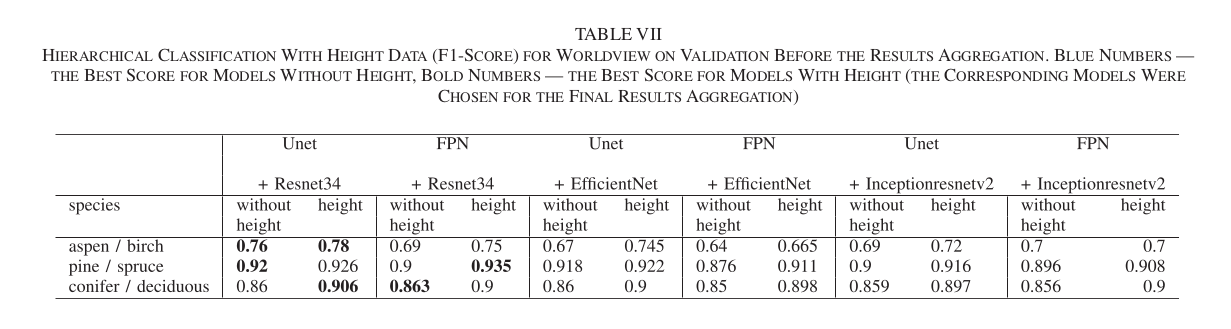 TABLE VII
HIERARCHICAL CLASSIFICATION WITH HEIGHT DATA (F1-SCORE) FOR WORLDVIEW ON VALIDATION BEFORE THE RESULTS AGGREGATION. BLUE NUMBERS —
THE BEST SCORE FOR MODELS WITHOUT HEIGHT, BOLD NUMBERS — THE BEST SCORE FOR MODELS WITH HEIGHT (THE CORRESPONDING MODELS WERE
CHOSEN FOR THE FINAL RESULTS AGGREGATION)
Unet FPN Unet FPN Unet FPN
+ Resnet34 + Resnet34 + EfficientNet + EfficientNet + Inceptionresnetv2 + Inceptionresnetv2
species without height without height without height without height without height without height
height height height height height height
aspen / birch 0.76 0.78 0.69 0.75 0.67 0.745 0.64 0.665 0.69 0.72 0.7 0.7
pine / spruce 0.92 0.926 0.9 0.935 0.918 0.922 0.876 0.911 0.9 0.916 0.896 0.908
conifer / deciduous 0.86 0.906 0.863 0.9 0.86 0.9 0.85 0.898 0.859 0.897 0.856 0.9